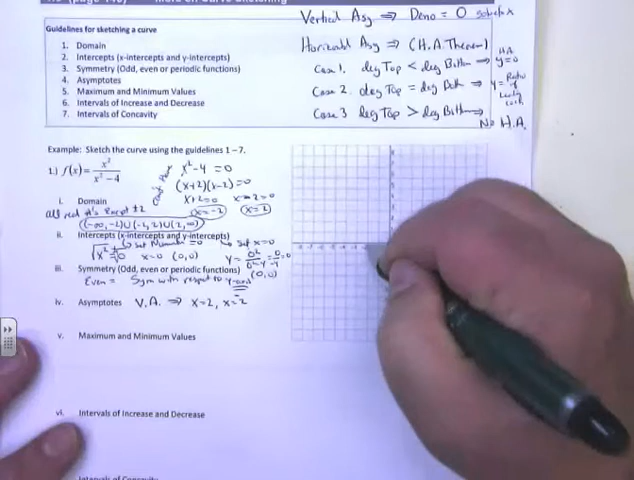 Vertical Asy ⇒ Deno = 0 solve for x
Guidelines for sketching a curve
1. Domain
2. Intercepts (x-intercepts and y-intercepts)
3. Symmetry (Odd, even or periodic functions)
4. Asymptotes
5. Maximum and Minimum Values
6. Intervals of Increase and Decrease
7. Intervals of Concavity
Horizontal Asy ⇒ (H.A. Theorem)
Case 1. deg Top < deg Bottom ⇒ H.A. y=0
Case 2. deg Top = deg Both ⇒ y = Ratio of Leading
Case 3 deg Top > deg Bottom ⇒ No H.A.
Example: Sketch the curve using the guidelines 1 – 7.
1.) f(x) = x²/(x² – 4)
x² – 4 = 0
(x+2)(x-2)=0
x+2=0 x-2=0
x=-2 x=2
i. Domain
all real #'s Except ±2
(-∞,-2)∪(-2,2)∪(2,∞)
ii. Intercepts (x-intercepts and y-intercepts)
set x=0
x=0 (0,0)
(0,0)
iii. Symmetry (Odd, even or periodic functions)
Even = Sym with respect to y-axis
iv. Asymptotes V.A. ⇒ x=2, x=-2
v. Maximum and Minimum Values
vi. Intervals of Increase and Decrease